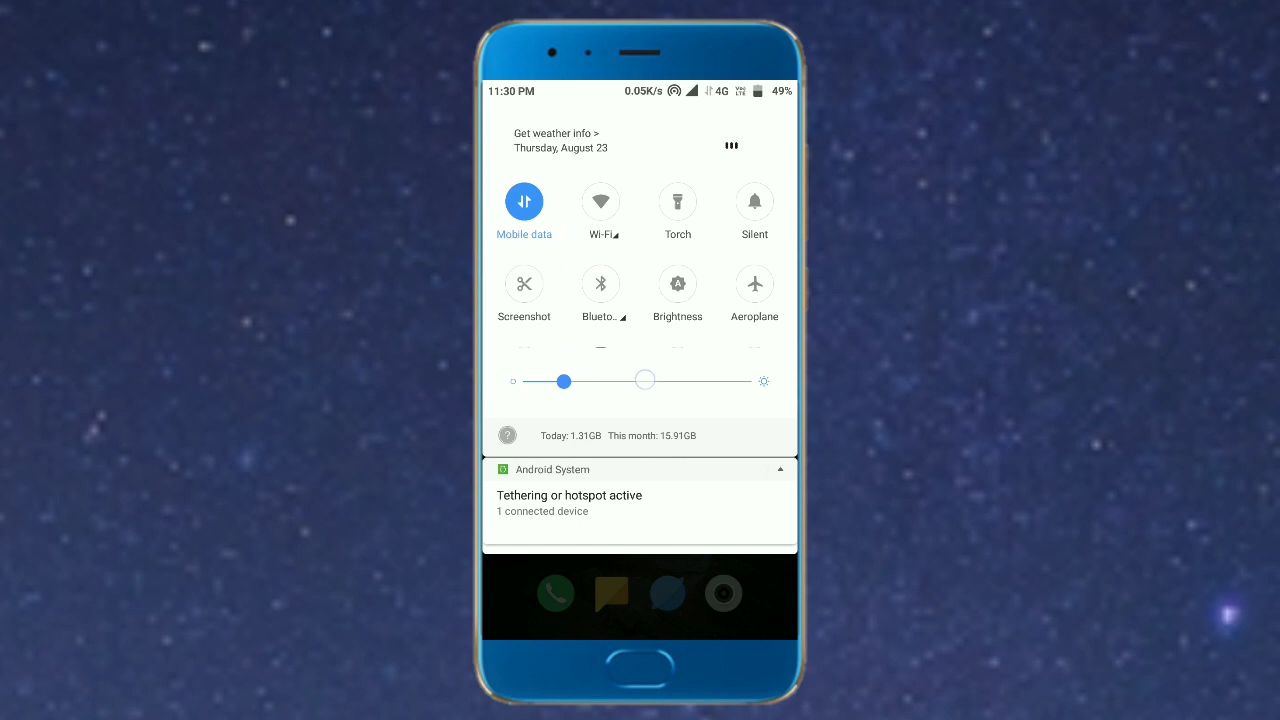 11:30 PM 0.05K/s 4G Vo) LTE 49%
Get weather info >
Thursday, August 23
Mobile data Wi-Fi Torch Silent
Screenshot Blueto.. Brightness Aeroplane
Today: 1.31GB This month: 15.91GB
Android System
Tethering or hotspot active
1 connected device